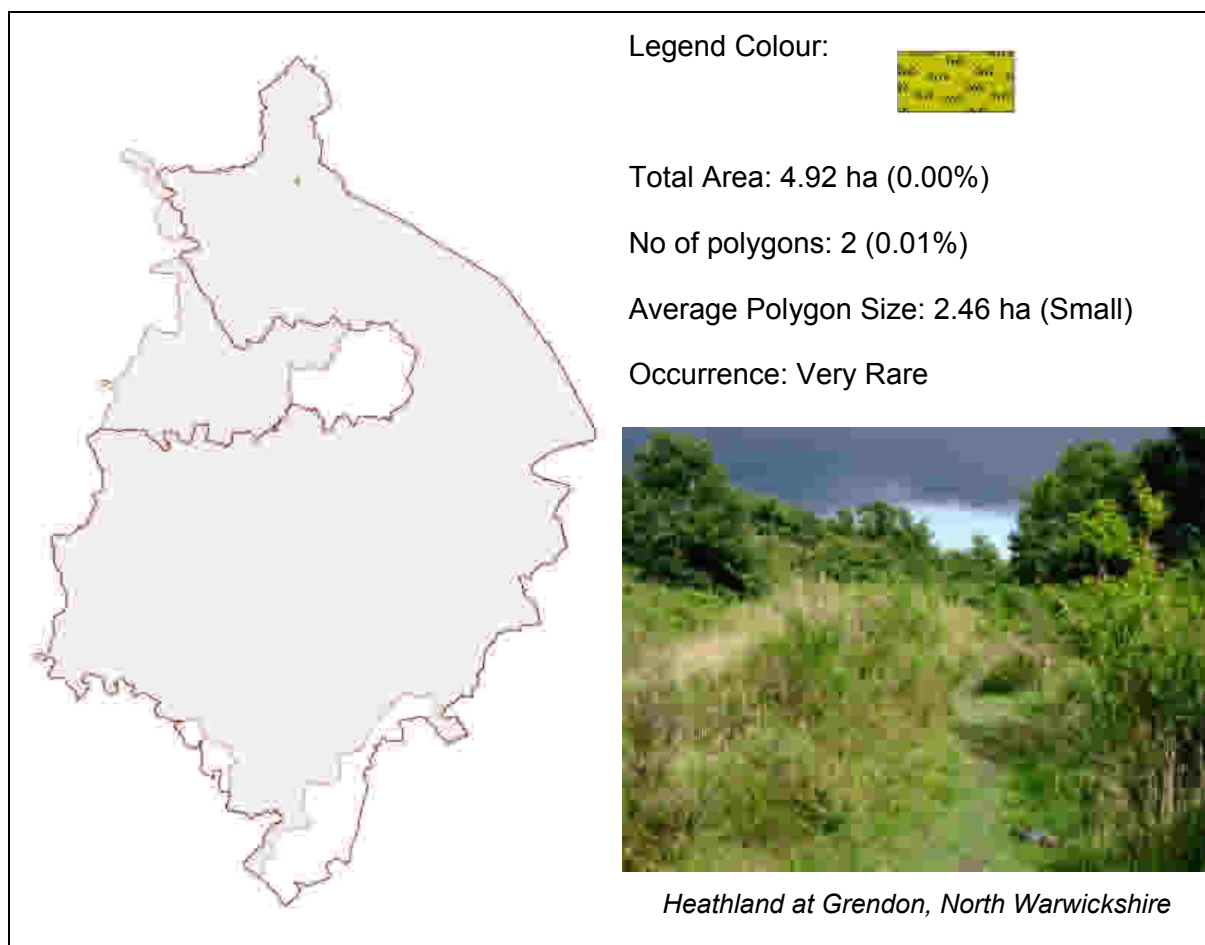 Legend Colour:
Total Area: 4.92 ha (0.00%)
No of polygons: 2 (0.01%)
Average Polygon Size: 2.46 ha (Small)
Occurrence: Very Rare
Heathland at Grendon, North Warwickshire